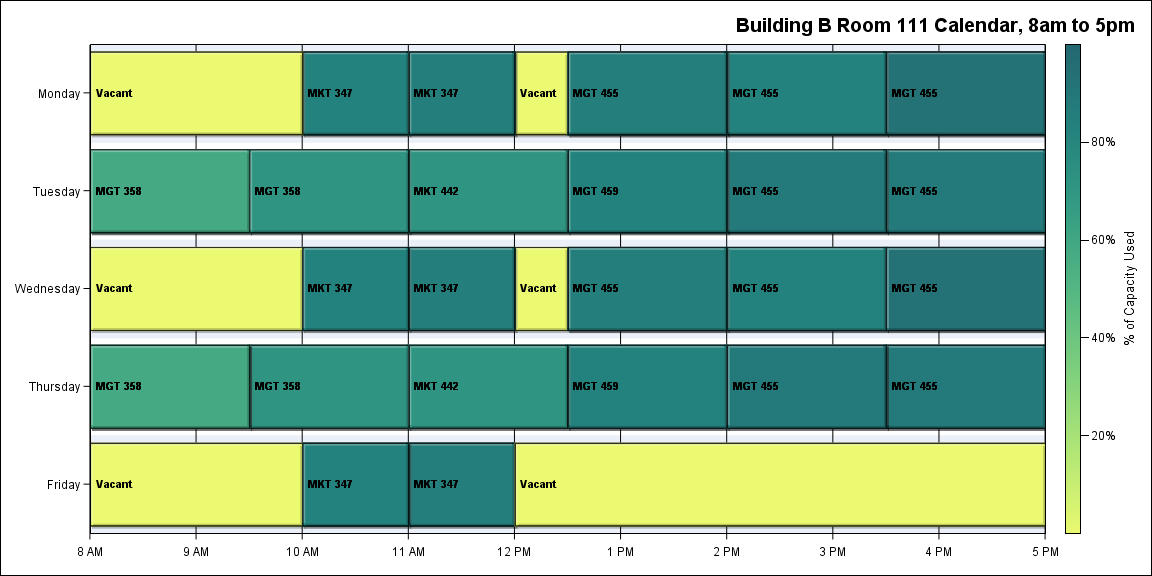 Building B Room 111 Calendar, 8am to 5pm
Monday
Vacant
MKT 347
MKT 347
Vacant
MGT 455
MGT 455
MGT 455
Tuesday
MGT 358
MGT 358
MKT 442
MGT 459
MGT 455
MGT 455
Wednesday
Vacant
MKT 347
MKT 347
Vacant
MGT 455
MGT 455
MGT 455
Thursday
MGT 358
MGT 358
MKT 442
MGT 459
MGT 455
MGT 455
Friday
Vacant
MKT 347
MKT 347
Vacant
8 AM
9 AM
10 AM
11 AM
12 PM
1 PM
2 PM
3 PM
4 PM
5 PM
80%
60%
40%
20%
% of Capacity Used